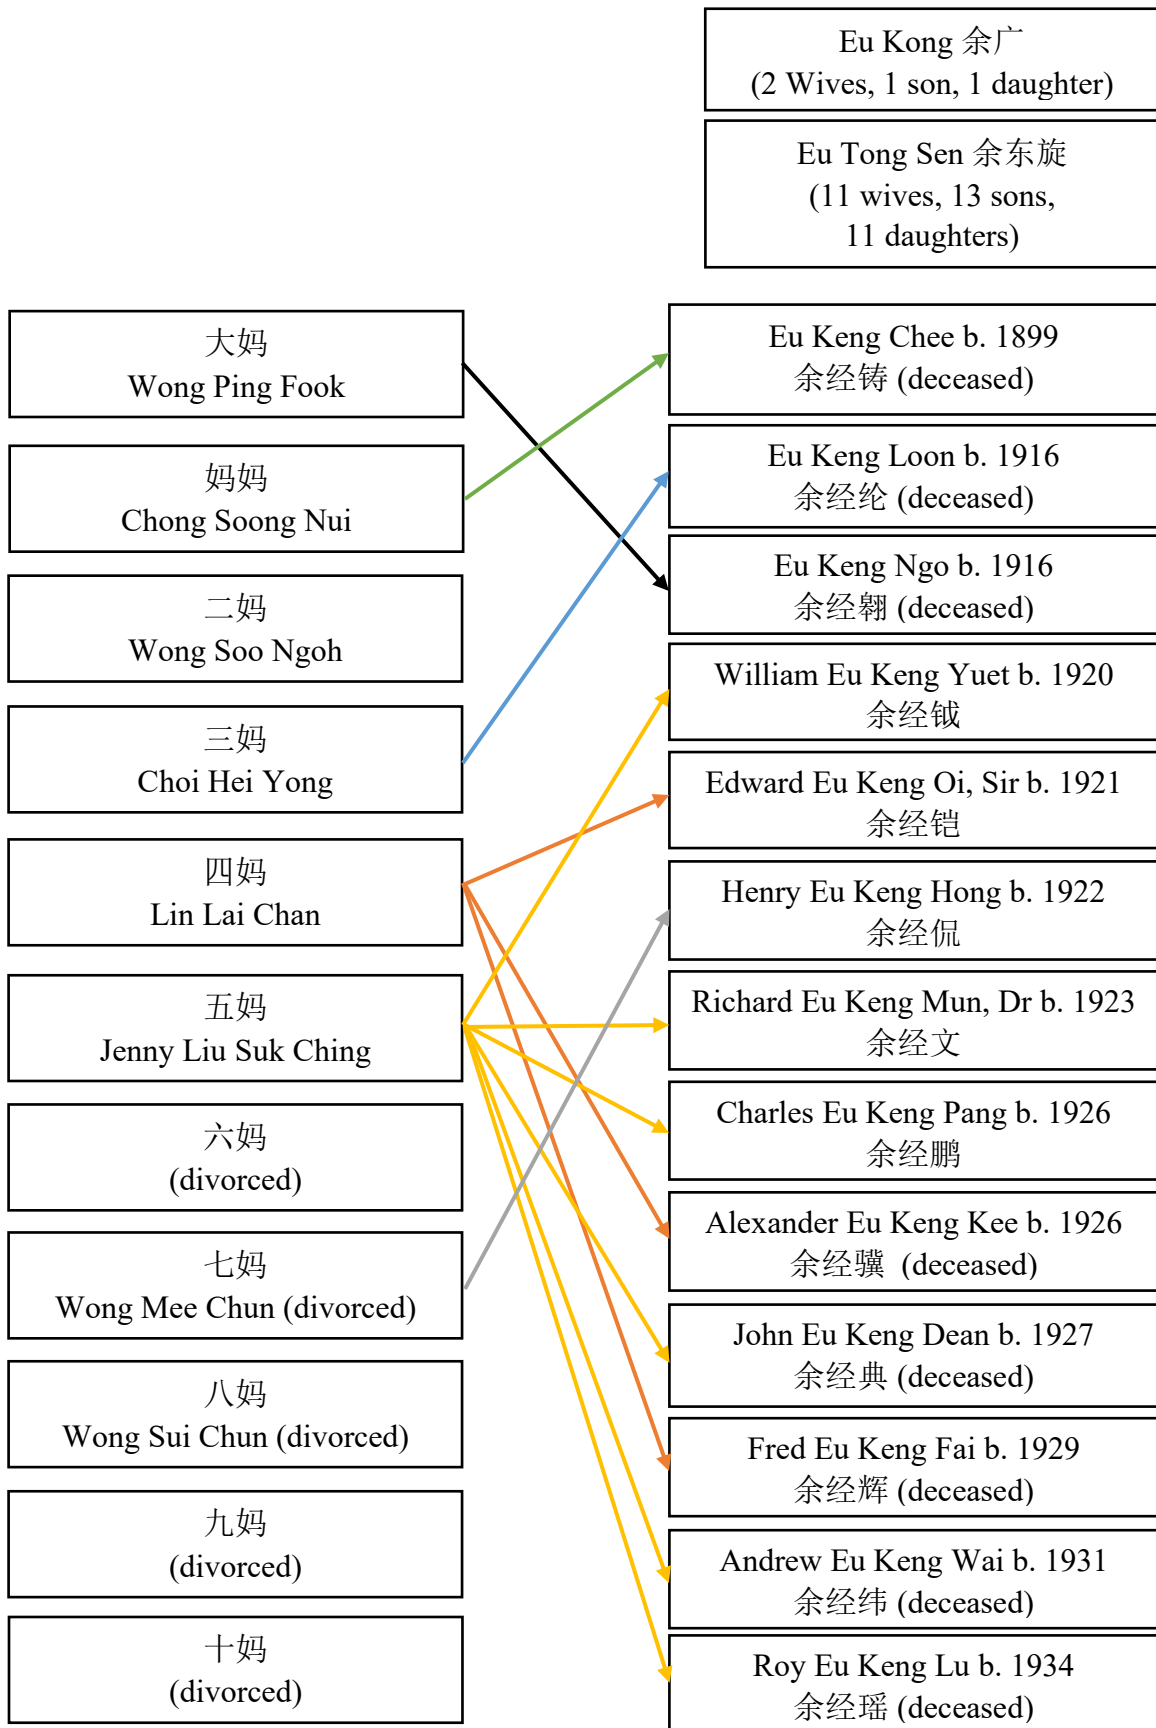 Eu Kong 余广
(2 Wives, 1 son, 1 daughter)
Eu Tong Sen 余东旋
(11 wives, 13 sons,
11 daughters)
大妈
Wong Ping Fook
妈妈
Chong Soong Nui
二妈
Wong Soo Ngoh
三妈
Choi Hei Yong
四妈
Lin Lai Chan
五妈
Jenny Liu Suk Ching
六妈
(divorced)
七妈
Wong Mee Chun (divorced)
八妈
Wong Sui Chun (divorced)
九妈
(divorced)
十妈
(divorced)
Eu Keng Chee b. 1899
余经铸 (deceased)
Eu Keng Loon b. 1916
余经纶 (deceased)
Eu Keng Ngo b. 1916
余经翱 (deceased)
William Eu Keng Yuet b. 1920
余经钺
Edward Eu Keng Oi, Sir b. 1921
余经铠
Henry Eu Keng Hong b. 1922
余经侃
Richard Eu Keng Mun, Dr b. 1923
余经文
Charles Eu Keng Pang b. 1926
余经鹏
Alexander Eu Keng Kee b. 1926
余经骥 (deceased)
John Eu Keng Dean b. 1927
余经典 (deceased)
Fred Eu Keng Fai b. 1929
余经辉 (deceased)
Andrew Eu Keng Wai b. 1931
余经纬 (deceased)
Roy Eu Keng Lu b. 1934
余经瑶 (deceased)